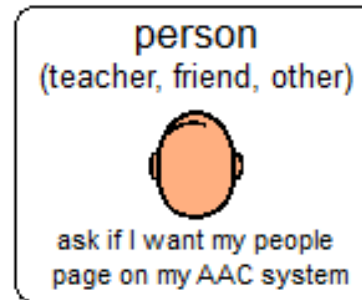 person
(teacher, friend, other)
ask if I want my people
page on my AAC system